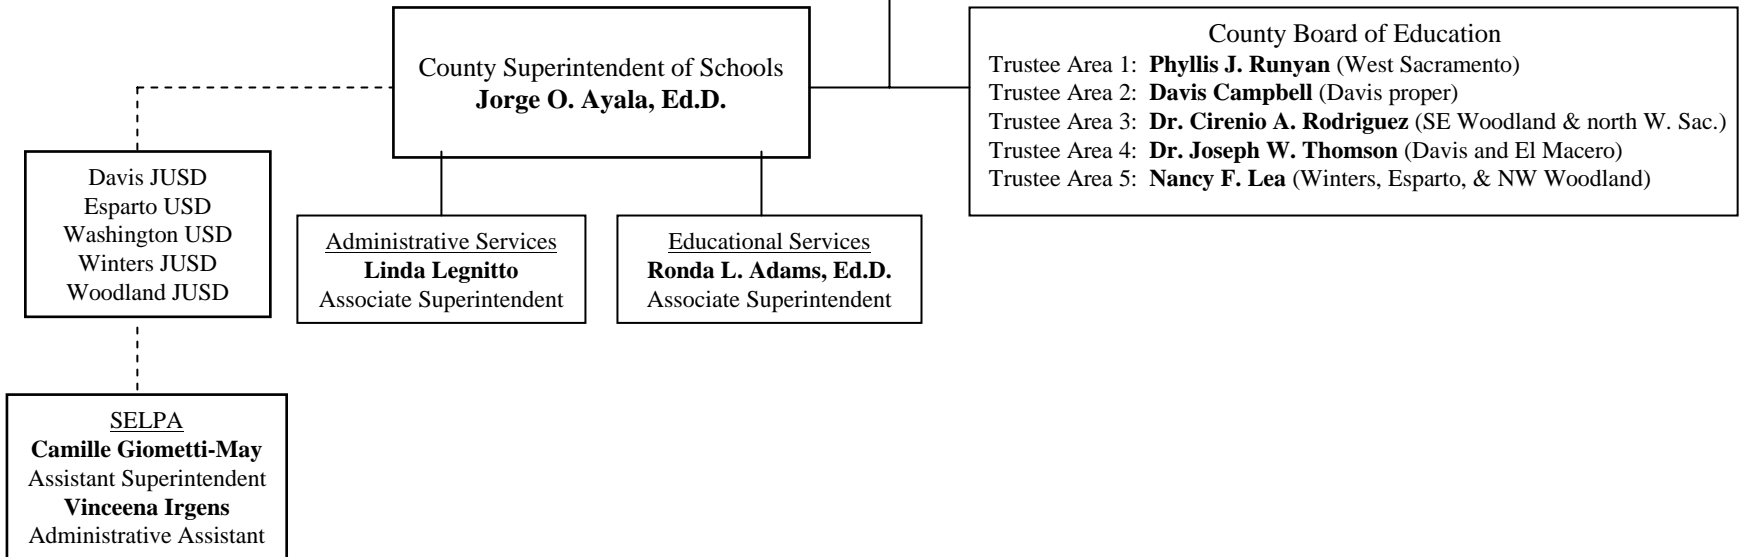 County Superintendent of Schools
Jorge O. Ayala, Ed.D.
County Board of Education
Trustee Area 1: Phyllis J. Runyan (West Sacramento)
Trustee Area 2: Davis Campbell (Davis proper)
Trustee Area 3: Dr. Cirenio A. Rodriguez (SE Woodland & north W. Sac.)
Trustee Area 4: Dr. Joseph W. Thomson (Davis and El Macero)
Trustee Area 5: Nancy F. Lea (Winters, Esparto, & NW Woodland)
Davis JUSD
Esparto USD
Washington USD
Winters JUSD
Woodland JUSD
Administrative Services
Linda Legnitto
Associate Superintendent
Educational Services
Ronda L. Adams, Ed.D.
Associate Superintendent
SELPA
Camille Giometti-May
Assistant Superintendent
Vinceena Irgens
Administrative Assistant